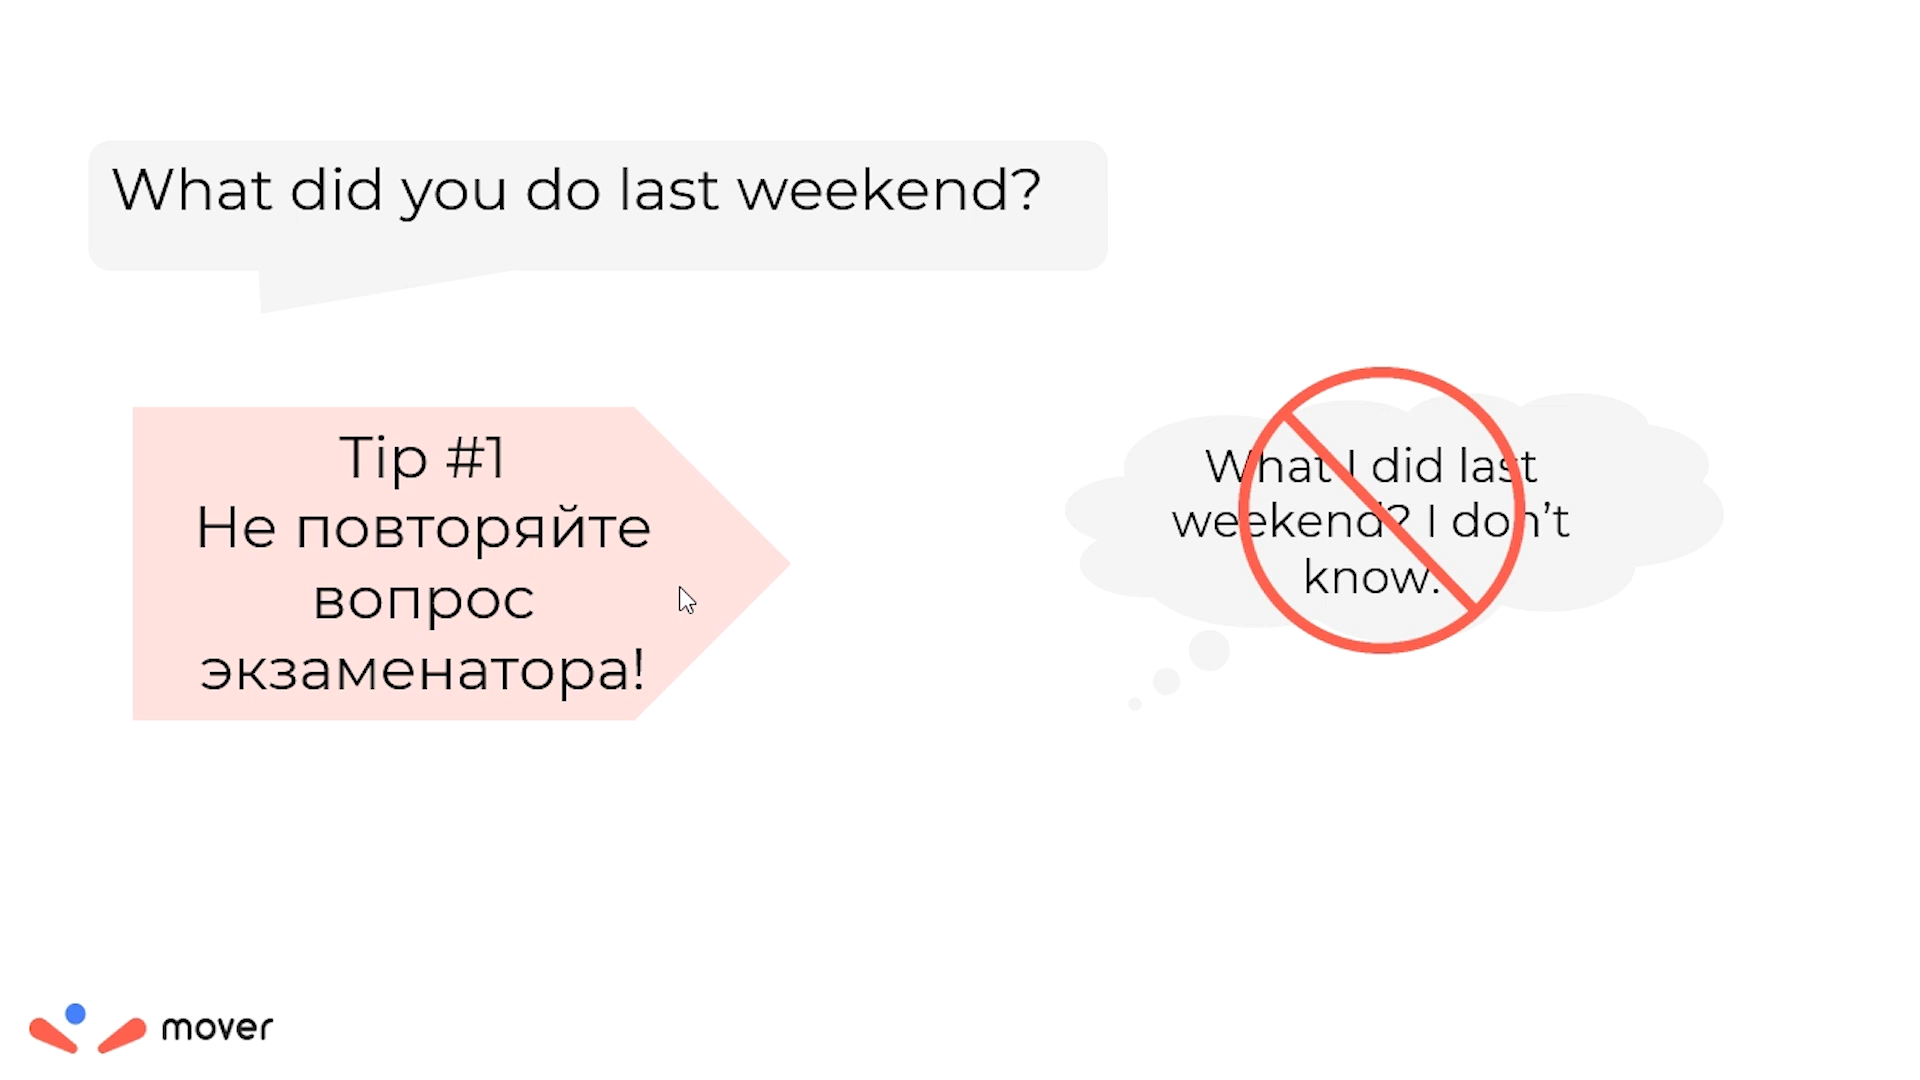 What did you do last weekend?
Tip #1
Не повторяйте
вопрос
экзаменатора!
What I did last
weekend? I don’t
know.
mover